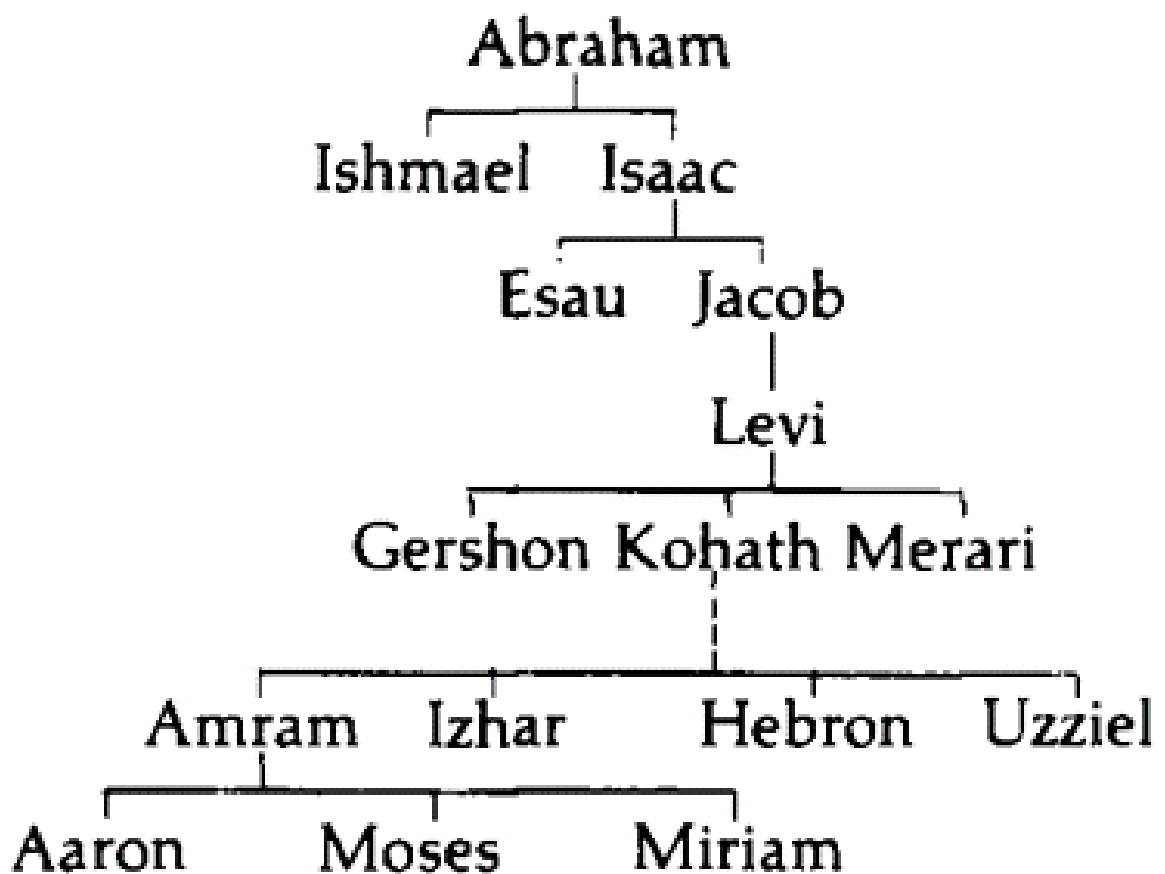 Abraham
Ishmael Isaac
Esau Jacob
Levi
Gershon Kohath Merari
Amram Izhar Hebron Uzziel
Aaron Moses Miriam